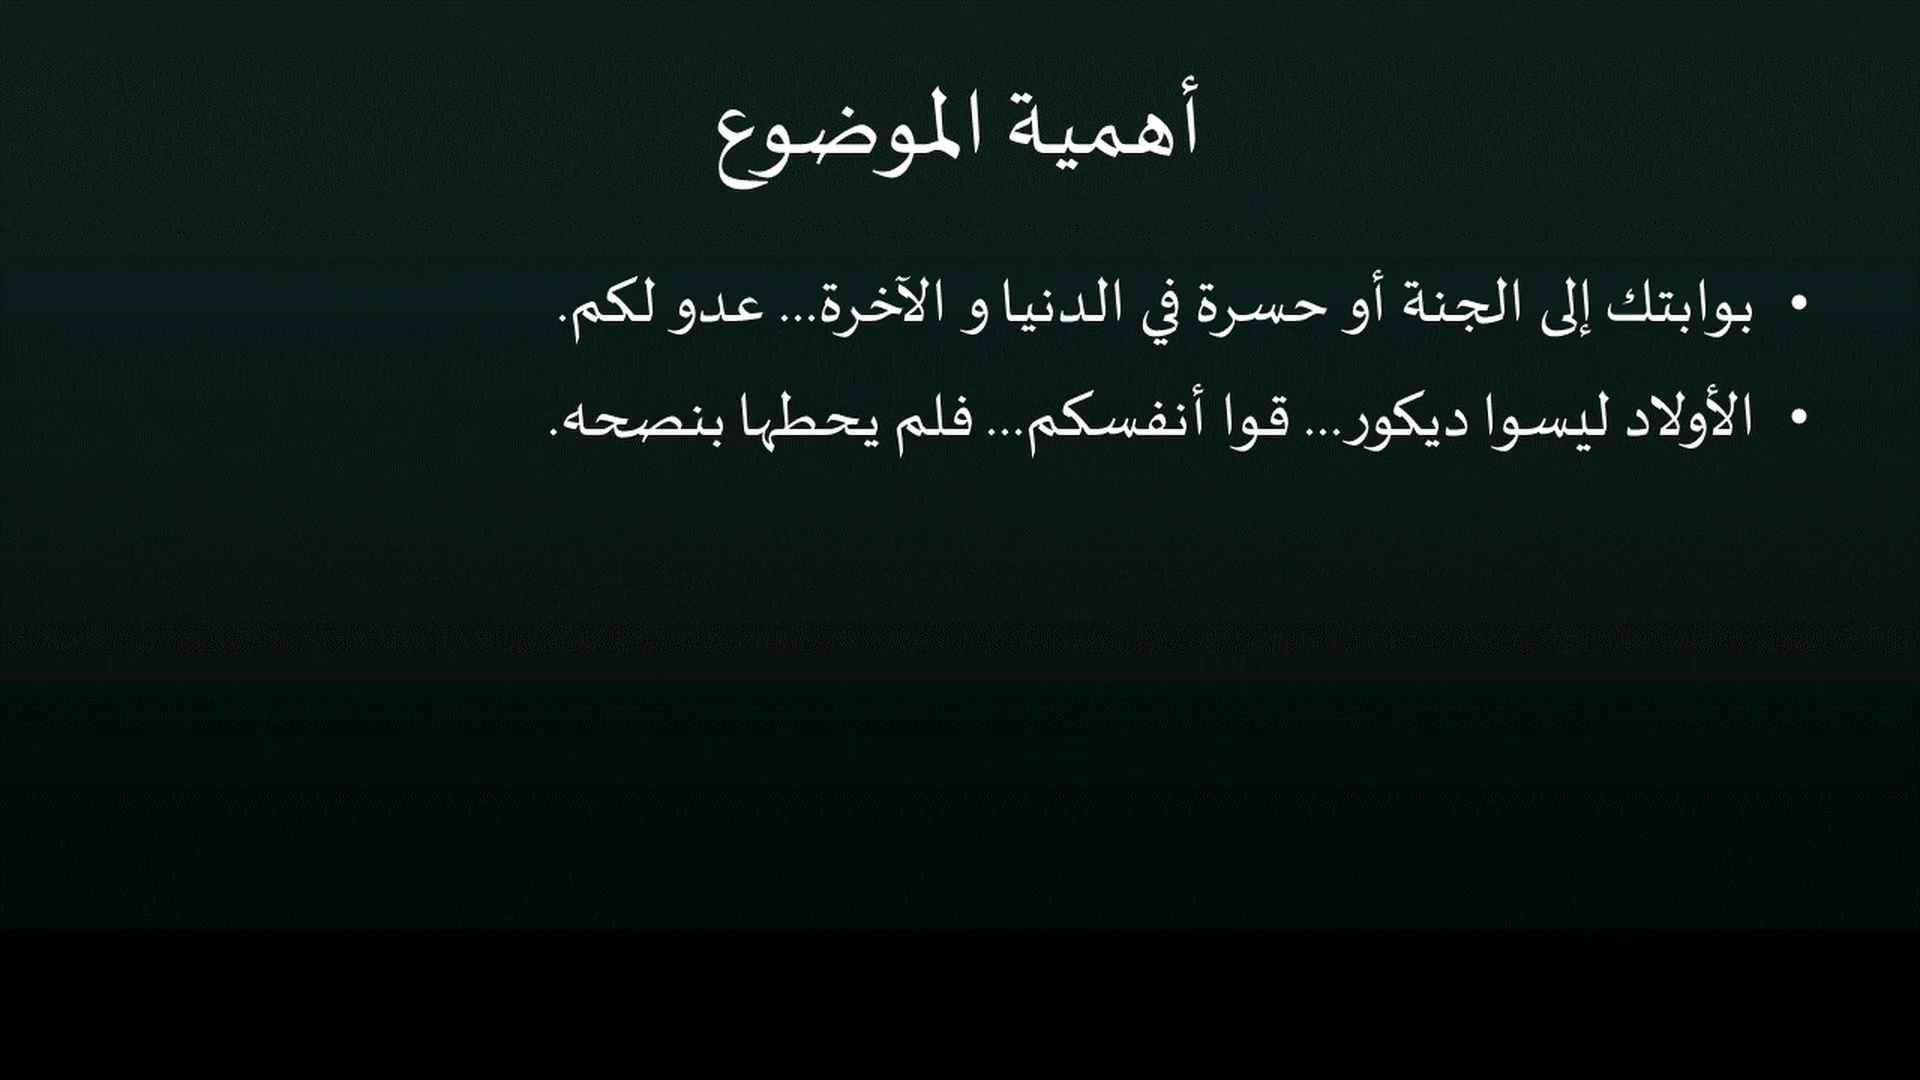 أهمية الموضوع
• بوابتك إلى الجنة أو حسرة في الدنيا و الآخرة... عدو لكم.
• الأولاد ليسوا ديكور... قوا أنفسكم... فلم يحطها بنصحه.